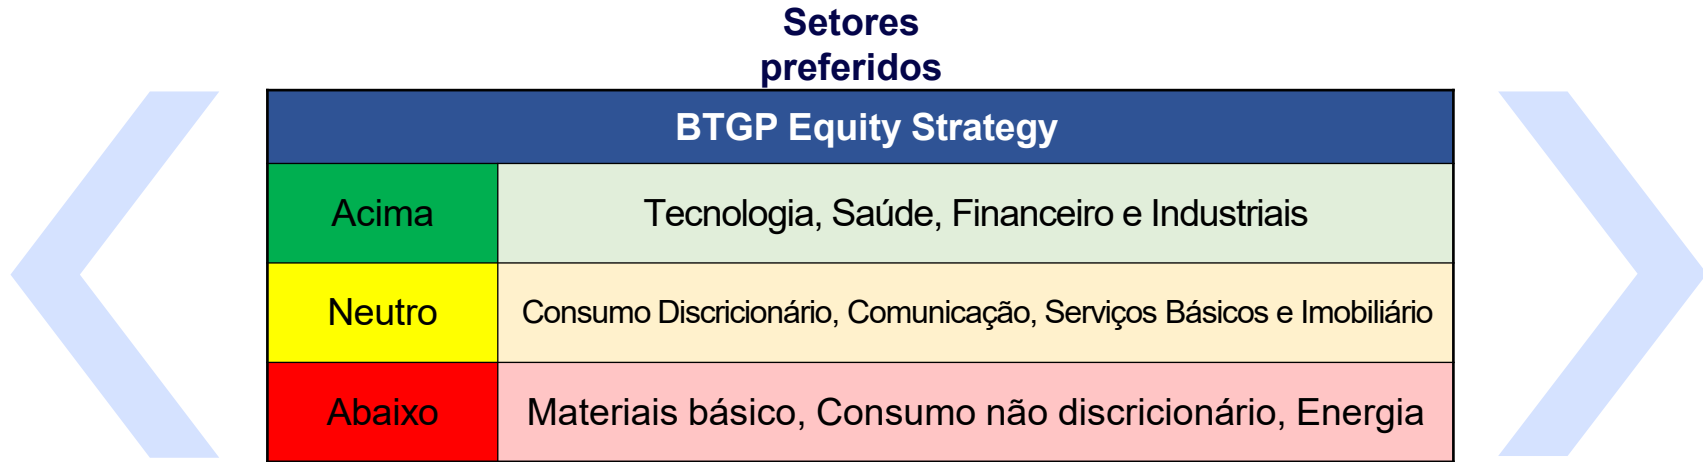 Setores
preferidos
BTGP Equity Strategy
Acima
Tecnologia, Saúde, Financeiro e Industriais
Neutro
Consumo Discricionário, Comunicação, Serviços Básicos e Imobiliário
Abaixo
Materiais básico, Consumo não discricionário, Energia